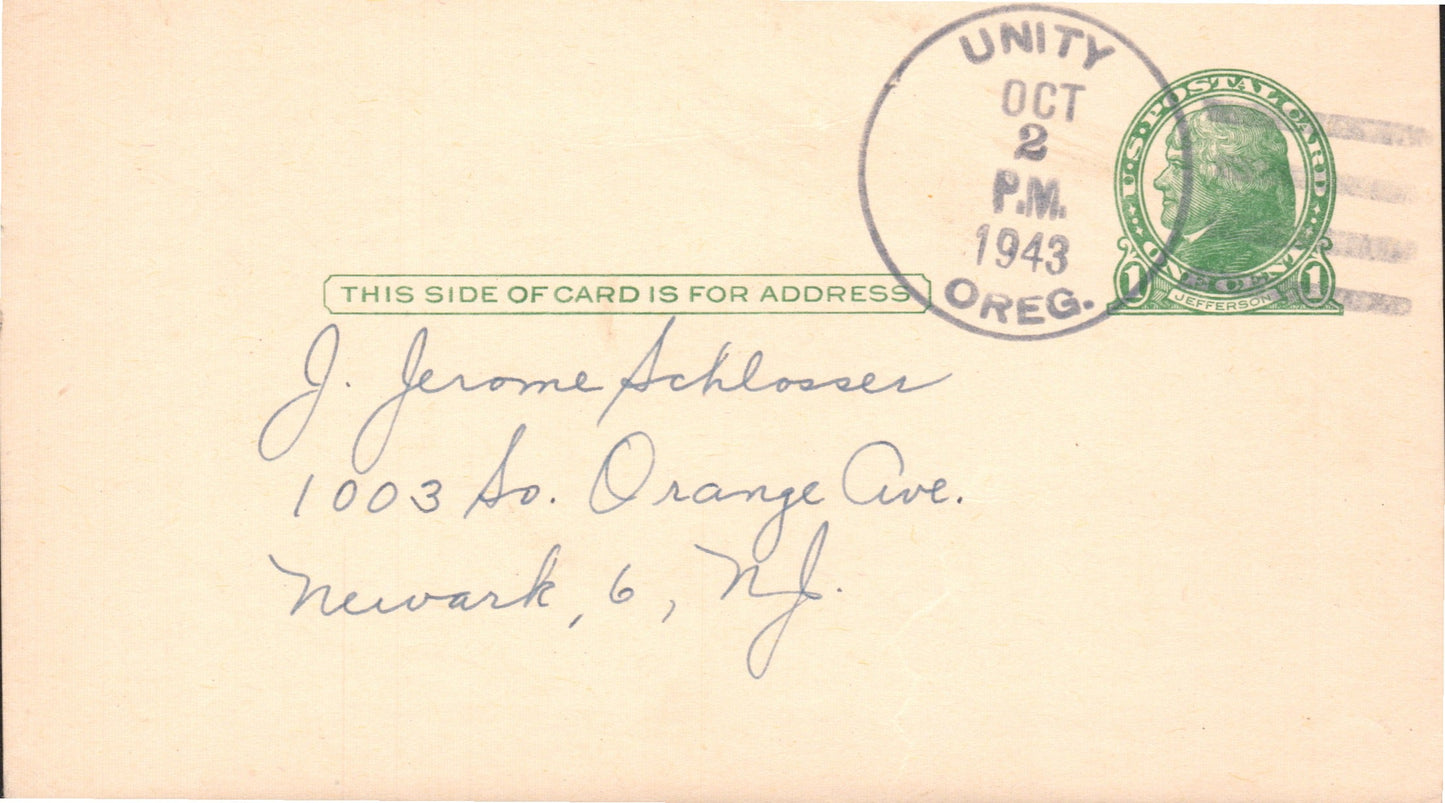 UNITY
OCT
2
P.M.
1943
OREG.
U.S. POSTAL CARD
ONE CENT
1 JEFFERSON 1
THIS SIDE OF CARD IS FOR ADDRESS
J. Jerome Schlosser
1003 So. Orange Ave.
Newark, 6, N.J.